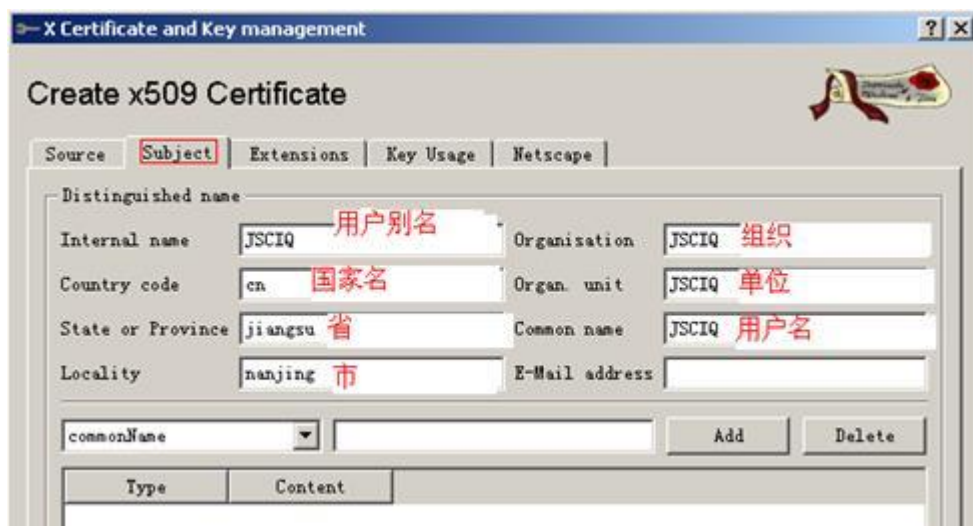 X Certificate and Key management
Create x509 Certificate
Source Subject Extensions Key Usage Netscape
Distinguished name
Internal name JSCIQ 用户别名 Organisation JSCIQ 组织
Country code cn 国家名 Organ. unit JSCIQ 单位
State or Province jiangsu 省 Common name JSCIQ 用户名
Locality nanjing 市 E-Mail address
commonName Add Delete
Type Content